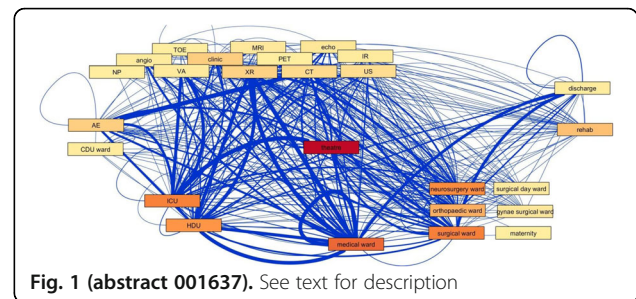 TOE
MRI
echo
angio
clinic
PET
IR
NP
VA
XR
CT
US
discharge
AE
rehab
CDU ward
theatre
neurosurgery ward
surgical day ward
ICU
orthopaedic ward
gynae surgical ward
HDU
surgical ward
maternity
medical ward
Fig. 1 (abstract 001637). See text for description